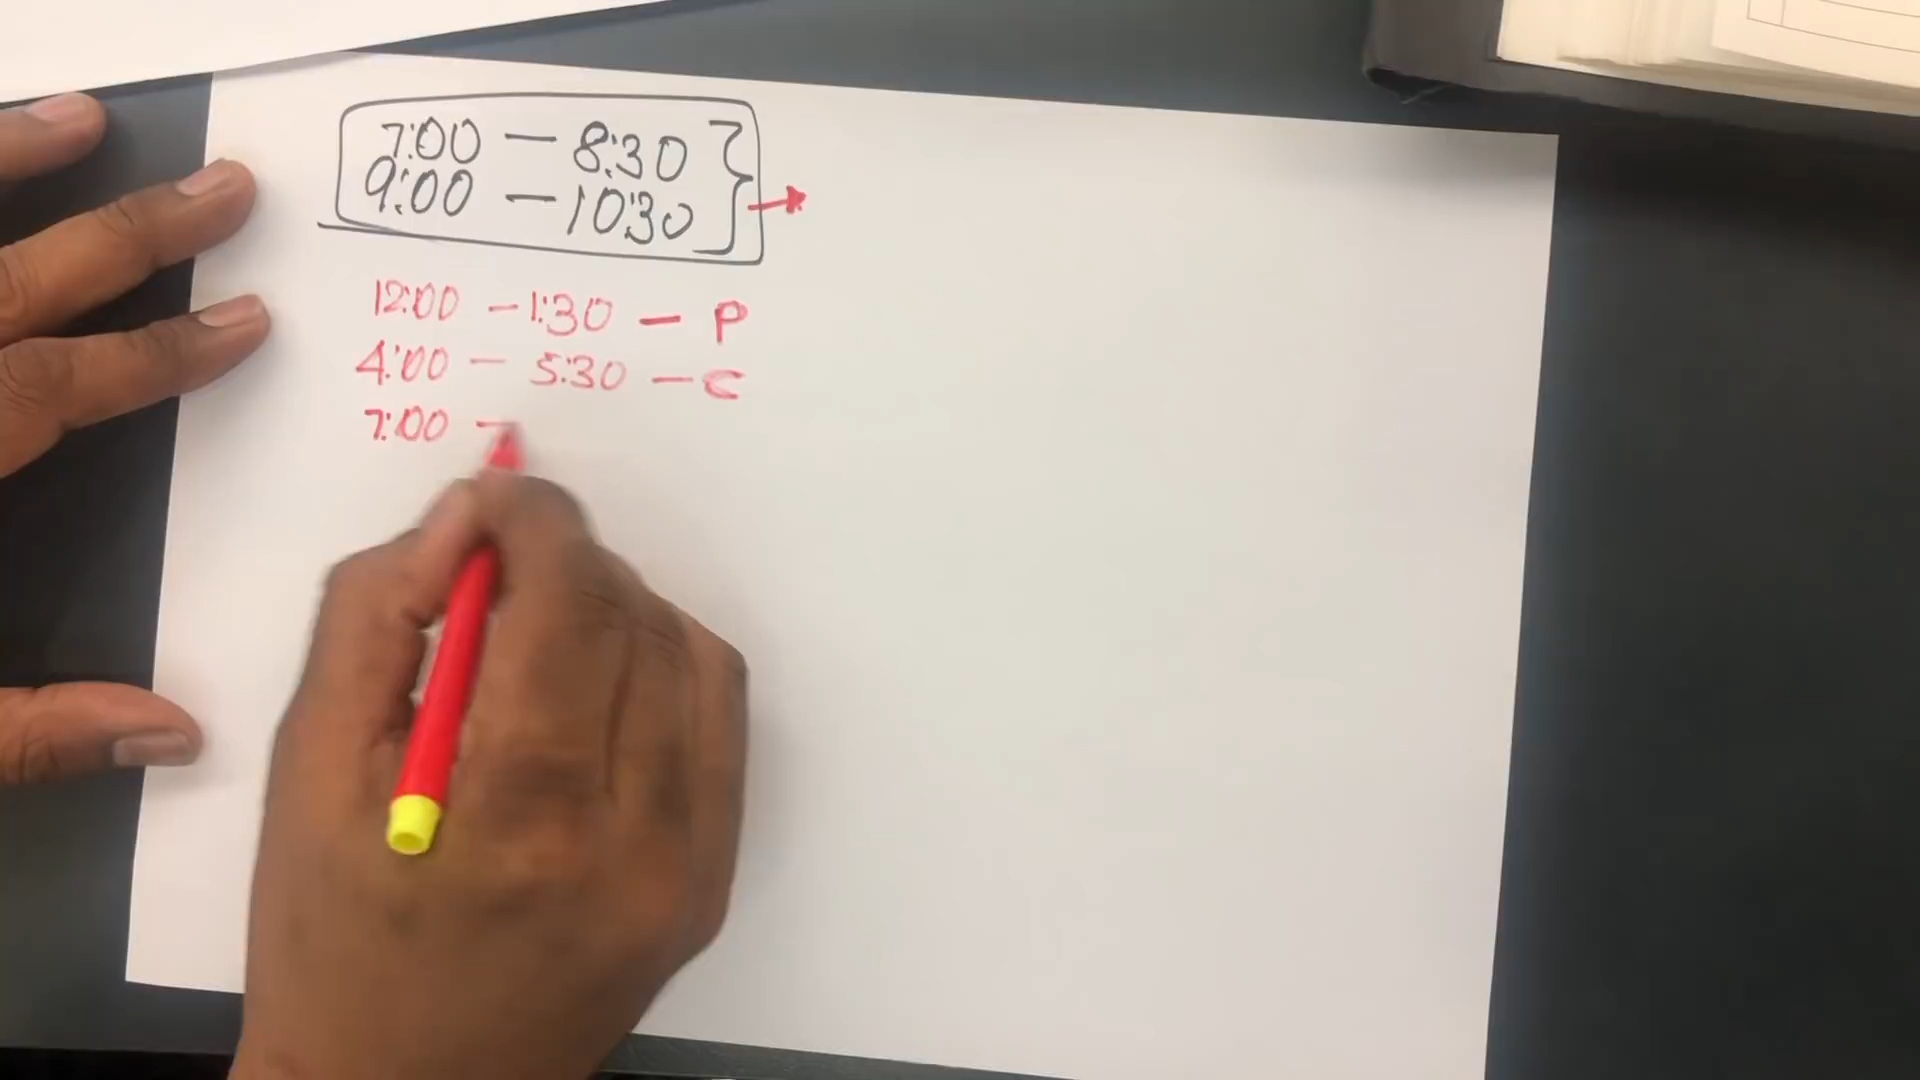 7:00 — 8:30
9:00 — 10:30
12:00 — 1:30 — P
4:00 — 5:30 — C
7:00 —